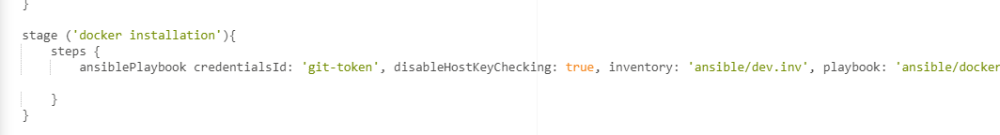 }
stage ('docker installation'){
steps {
ansiblePlaybook credentialsId: 'git-token', disableHostKeyChecking: true, inventory: 'ansible/dev.inv', playbook: 'ansible/docker
}
}